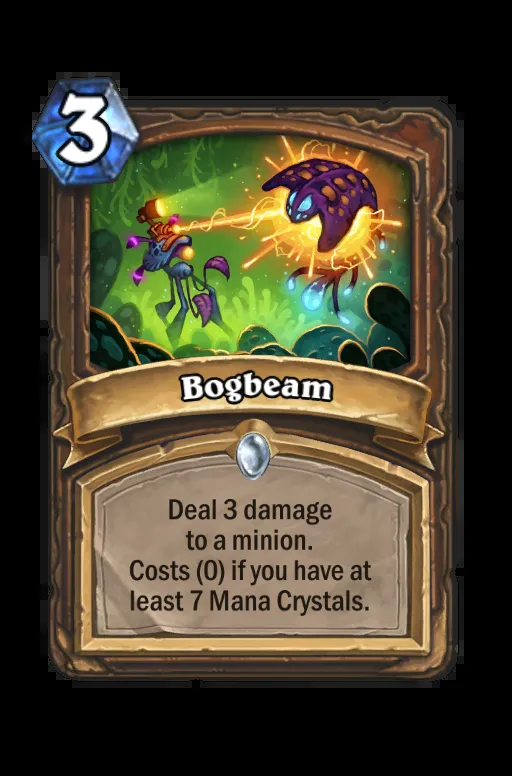 3
Bogbeam
Deal 3 damage
to a minion.
Costs (0) if you have at
least 7 Mana Crystals.